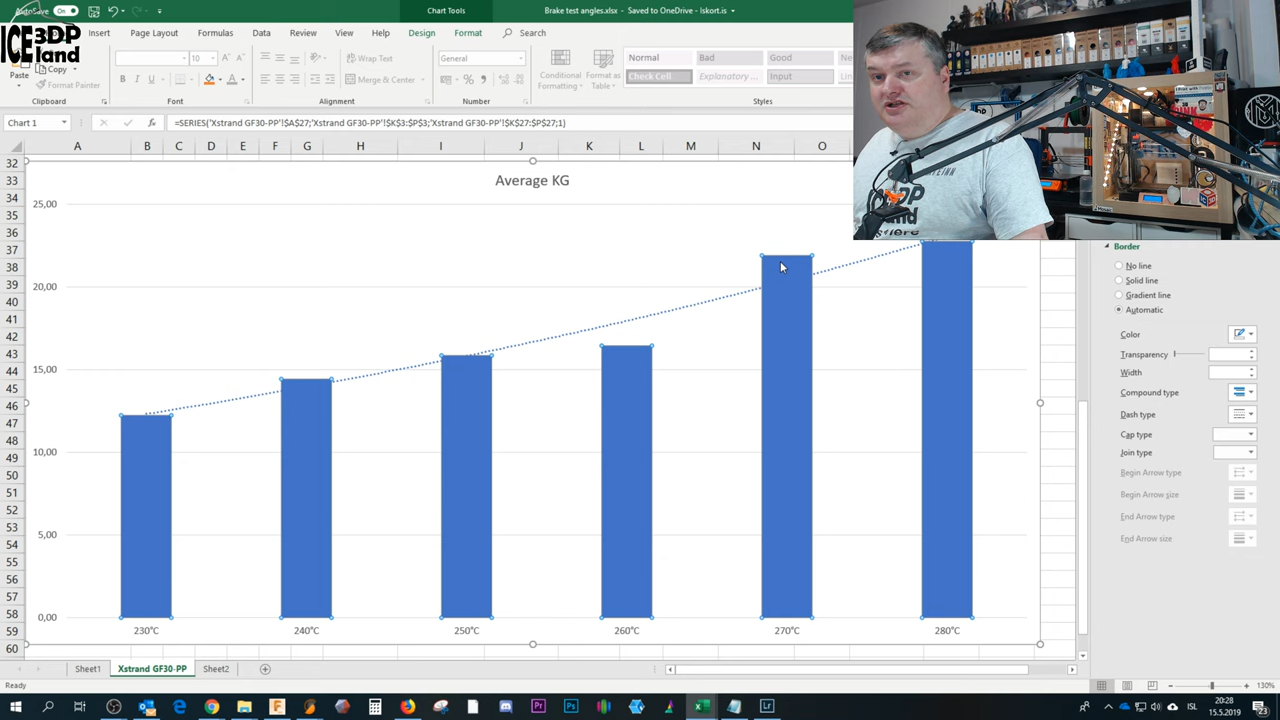 AutoSave On
Chart Tools
Brake test angles.xlsx - Saved to OneDrive - Iskort.is
ICE 3DP land
Insert Page Layout Formulas Data Review View Help Design Format Search
Paste
Copy
Format Painter
Clipboard
10
B I U
Font
Wrap Text
Merge & Center
Alignment
General
Number
Conditional Formatting
Format as Table
Normal Bad Good
Check Cell Explanatory ... Input
Styles
Chart 1
=SERIES('Xstrand GF30-PP'!$A$27;'Xstrand GF30-PP'!$K$3:$P$3;'Xstrand GF30-PP'!$K$27:$P$27;1)
A B C D E F G H I J K L M N O
32
33
34
35
36
37
38
39
40
41
42
43
44
45
46
47
48
49
50
51
52
53
54
55
56
57
58
59
60
Average KG
25,00
20,00
15,00
10,00
5,00
0,00
230°C 240°C 250°C 260°C 270°C 280°C
Border
No line
Solid line
Gradient line
Automatic
Color
Transparency
Width
Compound type
Dash type
Cap type
Join type
Begin Arrow type
Begin Arrow size
End Arrow type
End Arrow size
Sheet1 Xstrand GF30-PP Sheet2
Ready
130%
ISL
20:28
15.5.2019
23